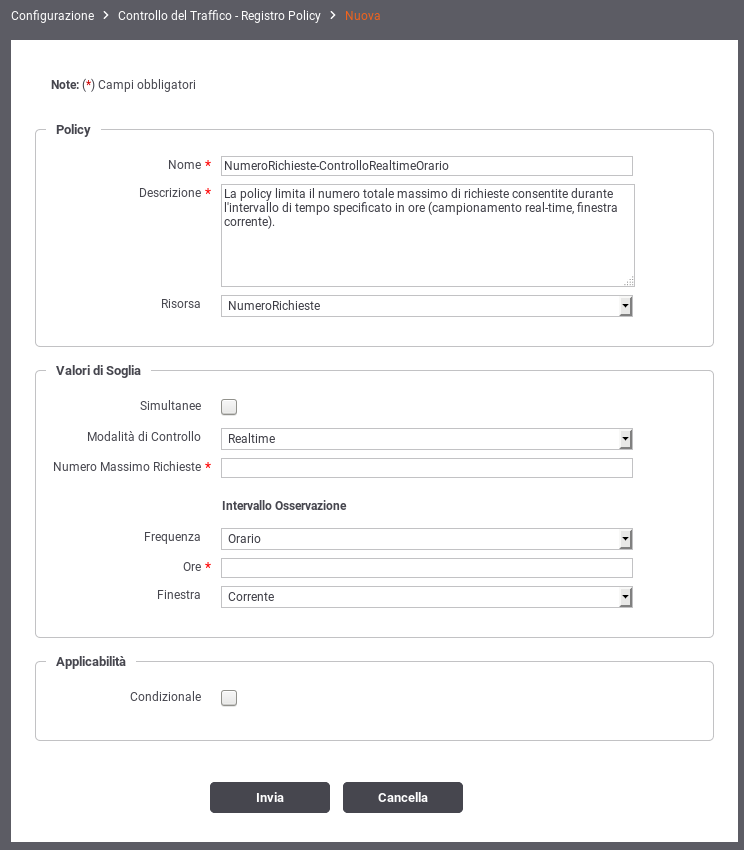 Configurazione > Controllo del Traffico - Registro Policy > Nuova
Note: (*) Campi obbligatori
Policy
Nome *
NumeroRichieste-ControlloRealtimeOrario
Descrizione *
La policy limita il numero totale massimo di richieste consentite durante
l'intervallo di tempo specificato in ore (campionamento real-time, finestra
corrente).
Risorsa
NumeroRichieste
Valori di Soglia
Simultanee
Modalità di Controllo
Realtime
Numero Massimo Richieste *
Intervallo Osservazione
Frequenza
Orario
Ore *
Finestra
Corrente
Applicabilità
Condizionale
Invia
Cancella